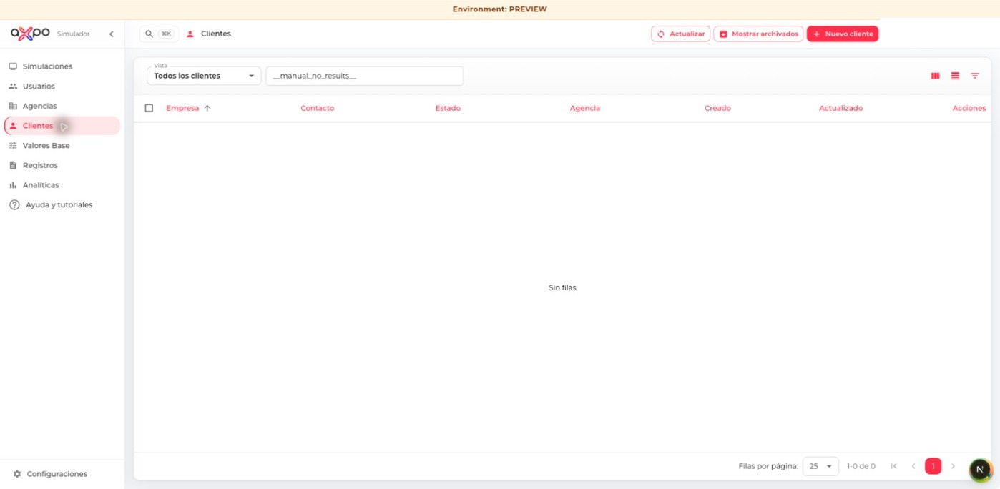 Environment: PREVIEW
axpo Simulador
⌘K Clientes
Actualizar Mostrar archivados + Nuevo cliente
Simulaciones
Usuarios
Agencias
Clientes
Valores Base
Registros
Analíticas
Ayuda y tutoriales
Configuraciones
Vista
Todos los clientes __manual_no_results__
Empresa Contacto Estado Agencia Creado Actualizado Acciones
Sin filas
Filas por página: 25 1-0 de 0 1 N